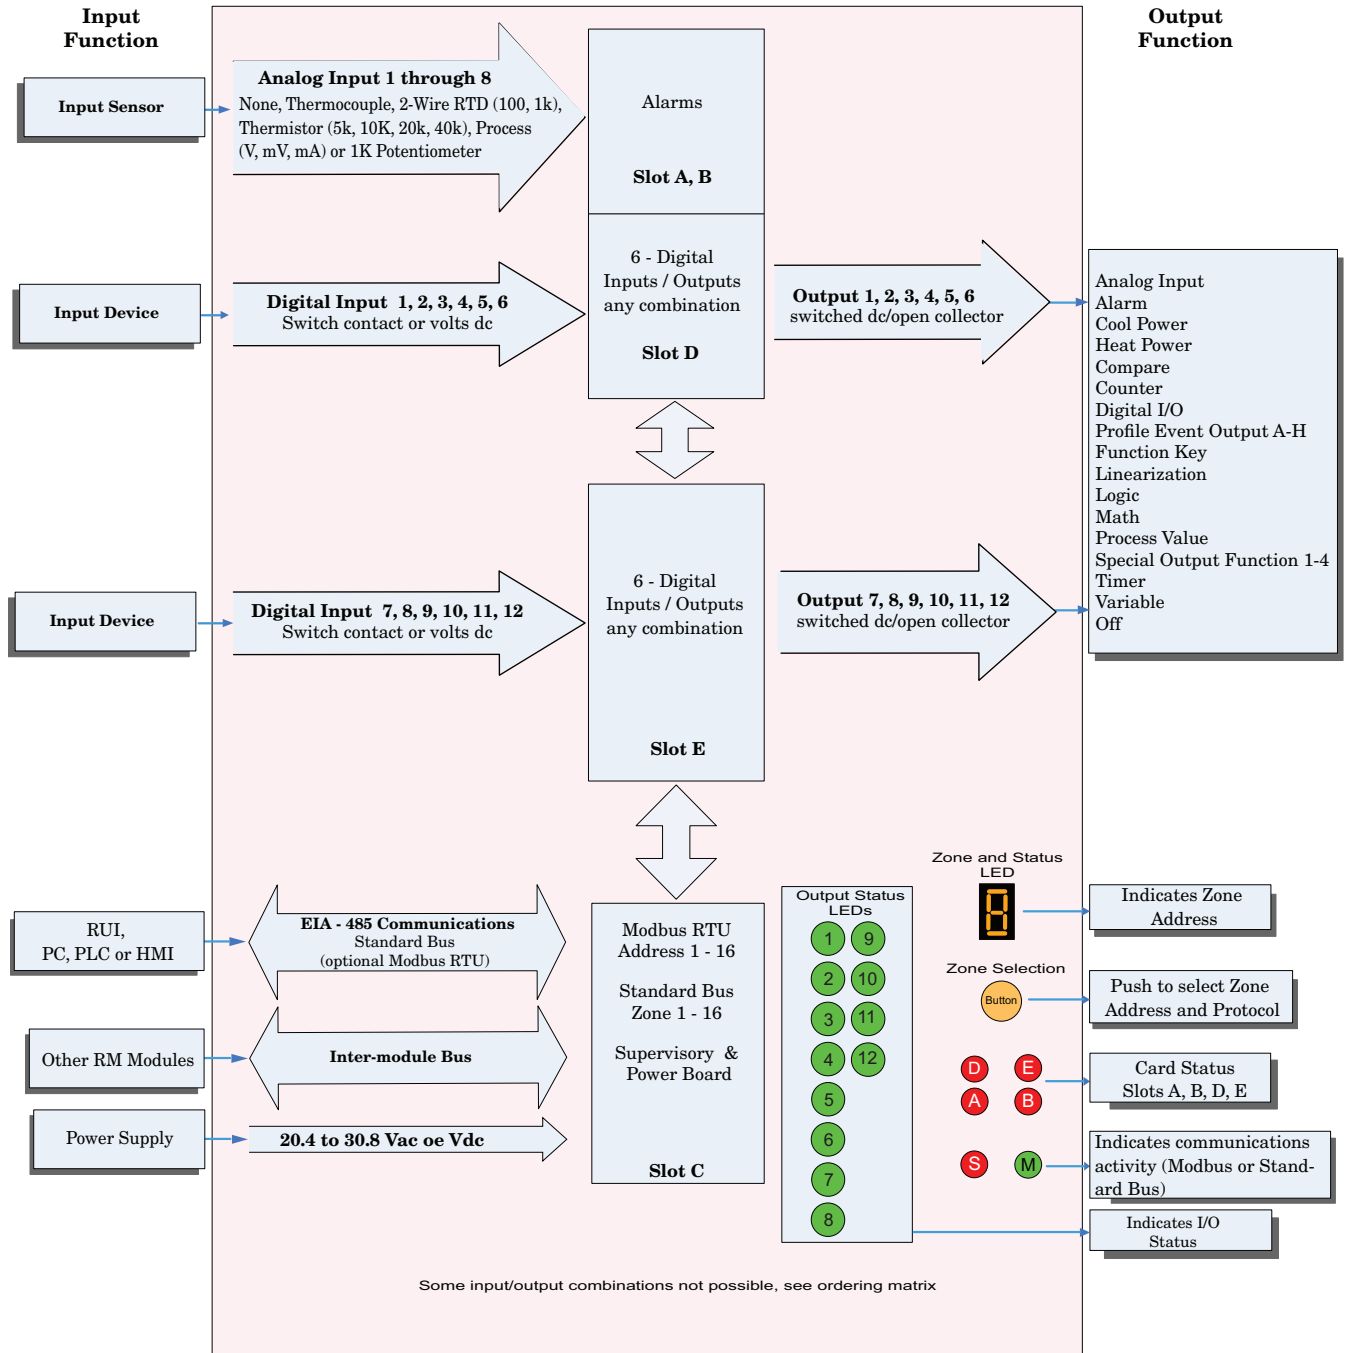 Input
Function
Output
Function
Input Sensor
Analog Input 1 through 8
None, Thermocouple, 2-Wire RTD (100, 1k),
Thermistor (5k, 10K, 20k, 40k), Process
(V, mV, mA) or 1K Potentiometer
Alarms
Slot A, B
Input Device
Digital Input 1, 2, 3, 4, 5, 6
Switch contact or volts dc
6 - Digital
Inputs / Outputs
any combination
Slot D
Output 1, 2, 3, 4, 5, 6
switched dc/open collector
Analog Input
Alarm
Cool Power
Heat Power
Compare
Counter
Digital I/O
Profile Event Output A-H
Function Key
Linearization
Logic
Math
Process Value
Special Output Function 1-4
Timer
Variable
Off
Input Device
Digital Input 7, 8, 9, 10, 11, 12
Switch contact or volts dc
6 - Digital
Inputs / Outputs
any combination
Slot E
Output 7, 8, 9, 10, 11, 12
switched dc/open collector
RUI,
PC, PLC or HMI
EIA - 485 Communications
Standard Bus
(optional Modbus RTU)
Other RM Modules
Inter-module Bus
Power Supply
20.4 to 30.8 Vac oe Vdc
Modbus RTU
Address 1 - 16
Standard Bus
Zone 1 - 16
Supervisory &
Power Board
Slot C
Output Status
LEDs
1 9
2 10
3 11
4 12
5
6
7
8
Zone and Status
LED
8
Indicates Zone
Address
Zone Selection
Button
Push to select Zone
Address and Protocol
D E
A B
Card Status
Slots A, B, D, E
S M
Indicates communications
activity (Modbus or Stand-
ard Bus)
Indicates I/O
Status
Some input/output combinations not possible, see ordering matrix